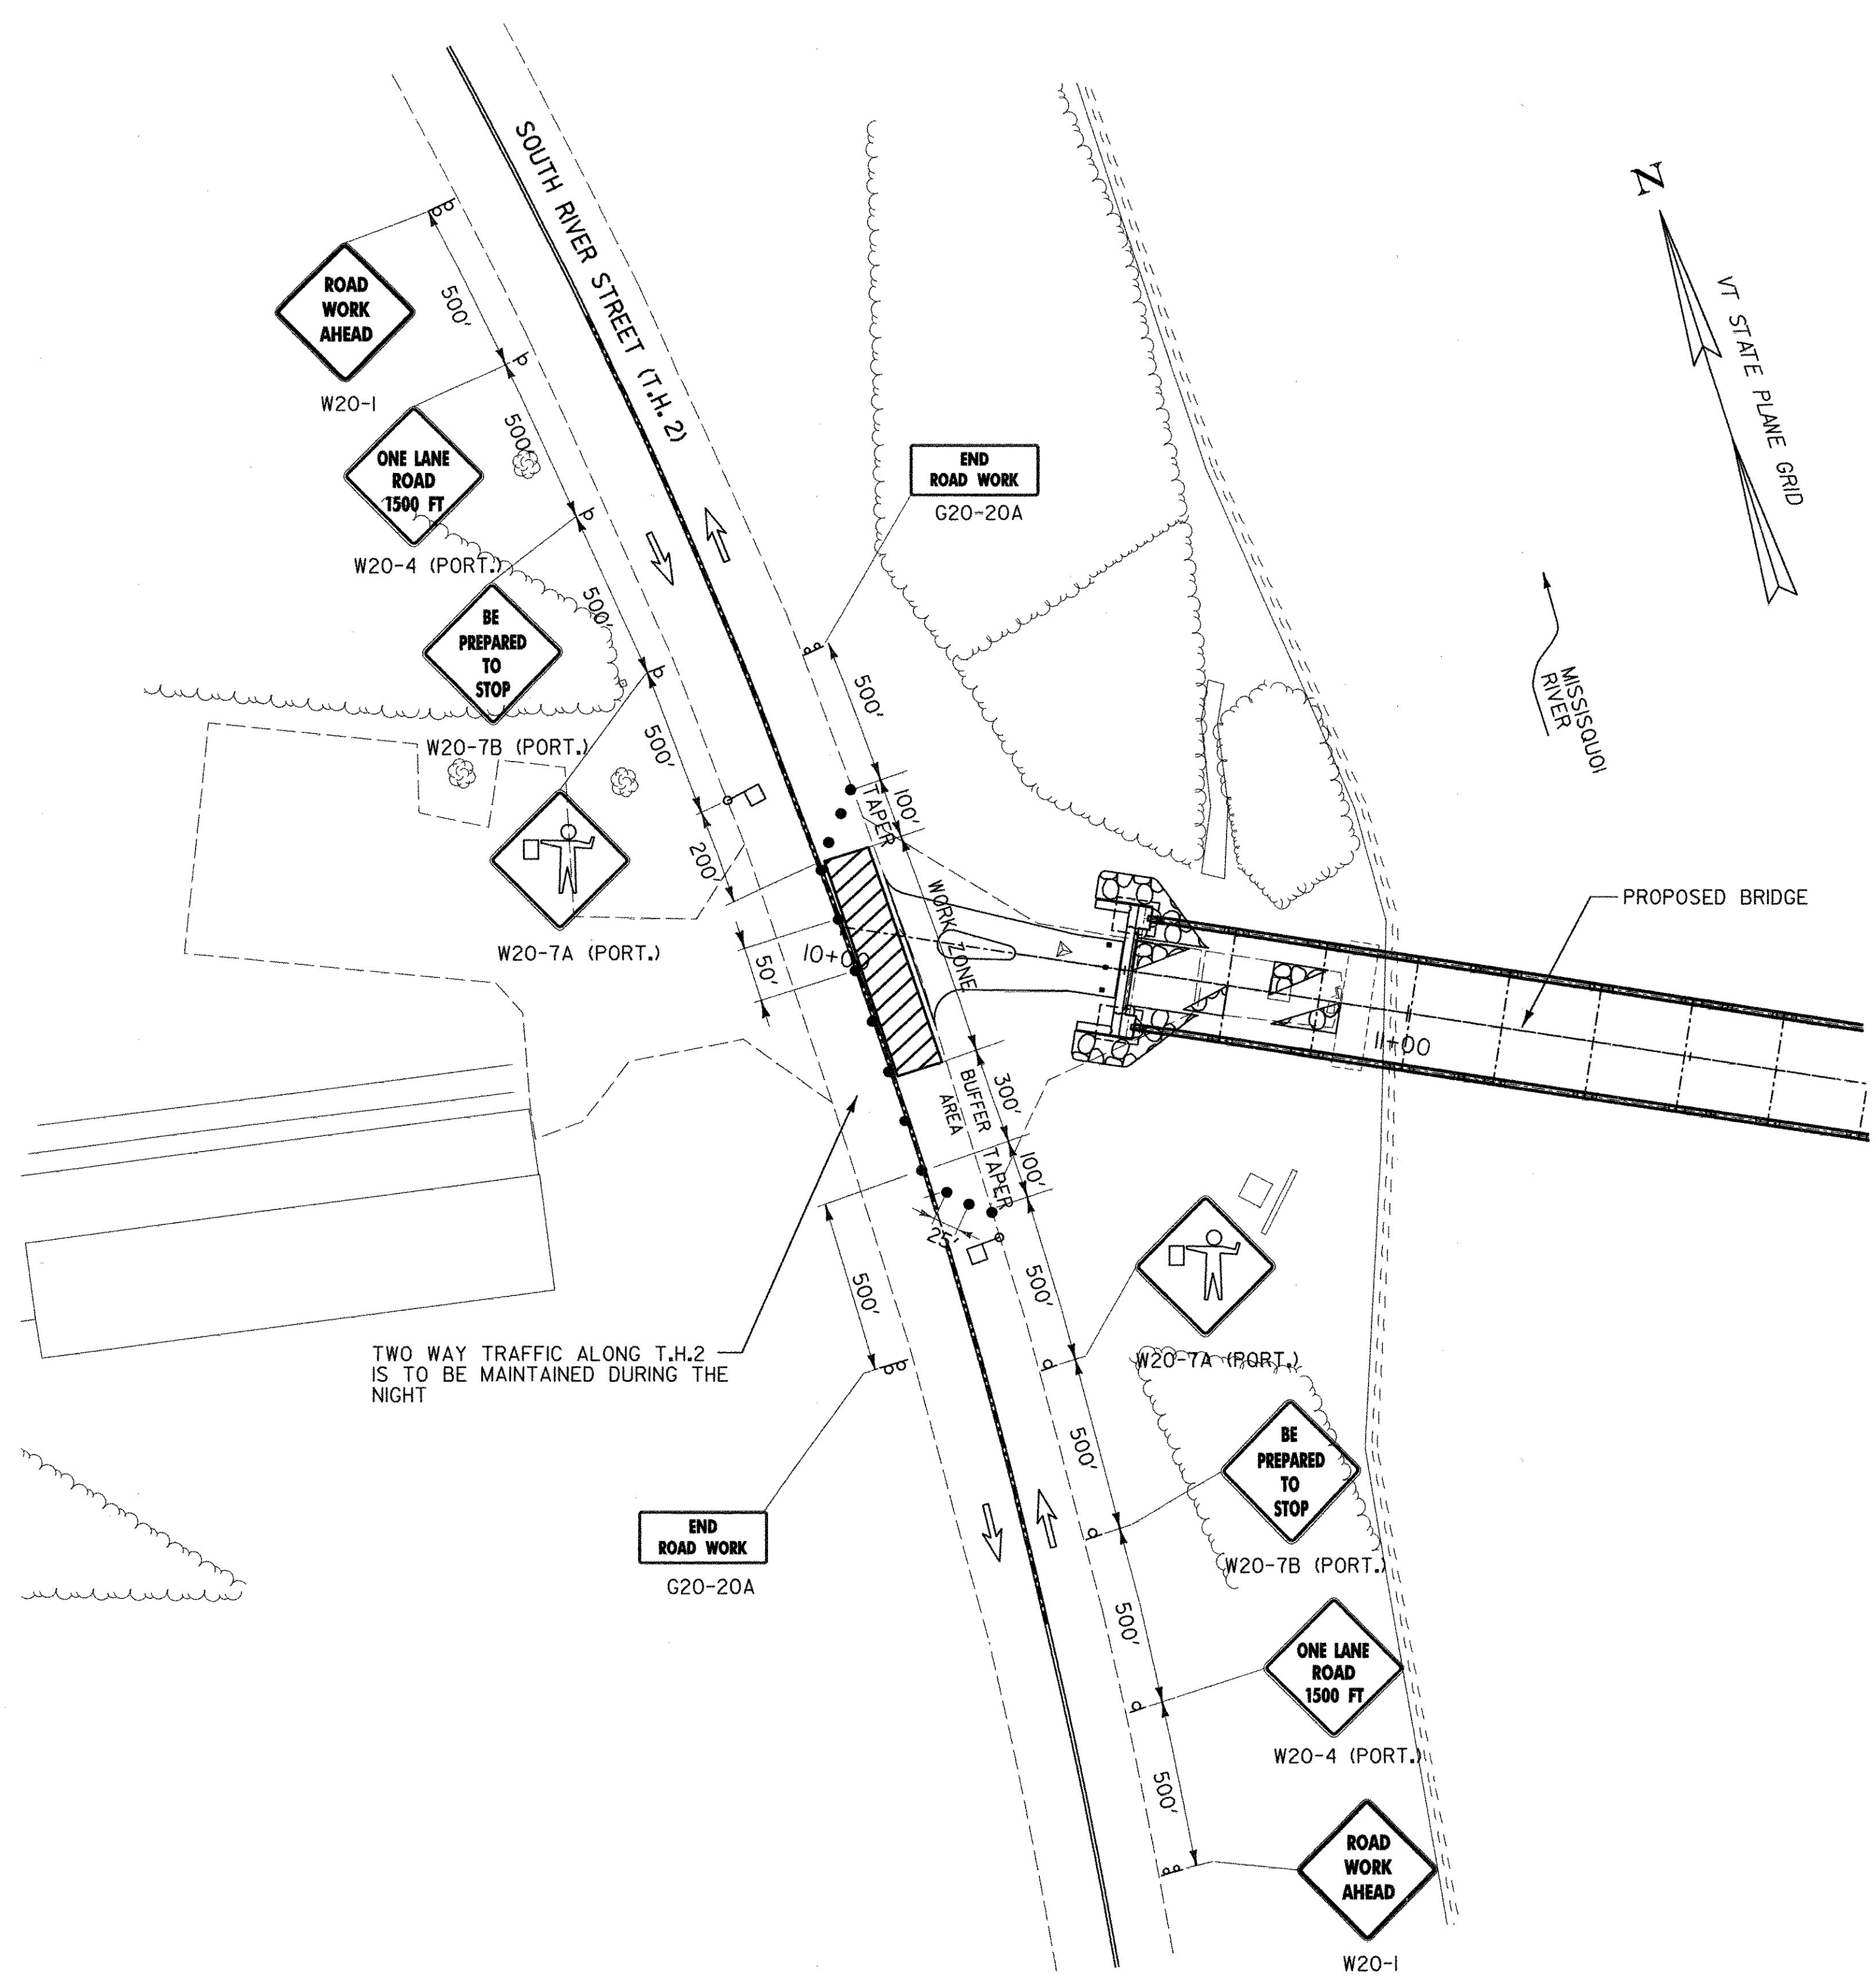 SOUTH RIVER STREET (T.H. 2)
N
VT STATE PLANE GRID
MISSISQUOI
RIVER
ROAD
WORK
AHEAD
W20-1
500'
ONE LANE
ROAD
1500 FT
W20-4 (PORT.)
500'
BE
PREPARED
TO
STOP
W20-7B (PORT.)
500'
W20-7A (PORT.)
500'
200'
50'
10+00
END
ROAD WORK
G20-20A
500'
100'
TAPER
WORK ZONE
PROPOSED BRIDGE
11+00
300'
BUFFER
AREA
100'
TAPER
25'
500'
TWO WAY TRAFFIC ALONG T.H.2
IS TO BE MAINTAINED DURING THE
NIGHT
END
ROAD WORK
G20-20A
500'
W20-7A (PORT.)
500'
BE
PREPARED
TO
STOP
W20-7B (PORT.)
500'
ONE LANE
ROAD
1500 FT
W20-4 (PORT.)
500'
ROAD
WORK
AHEAD
W20-1